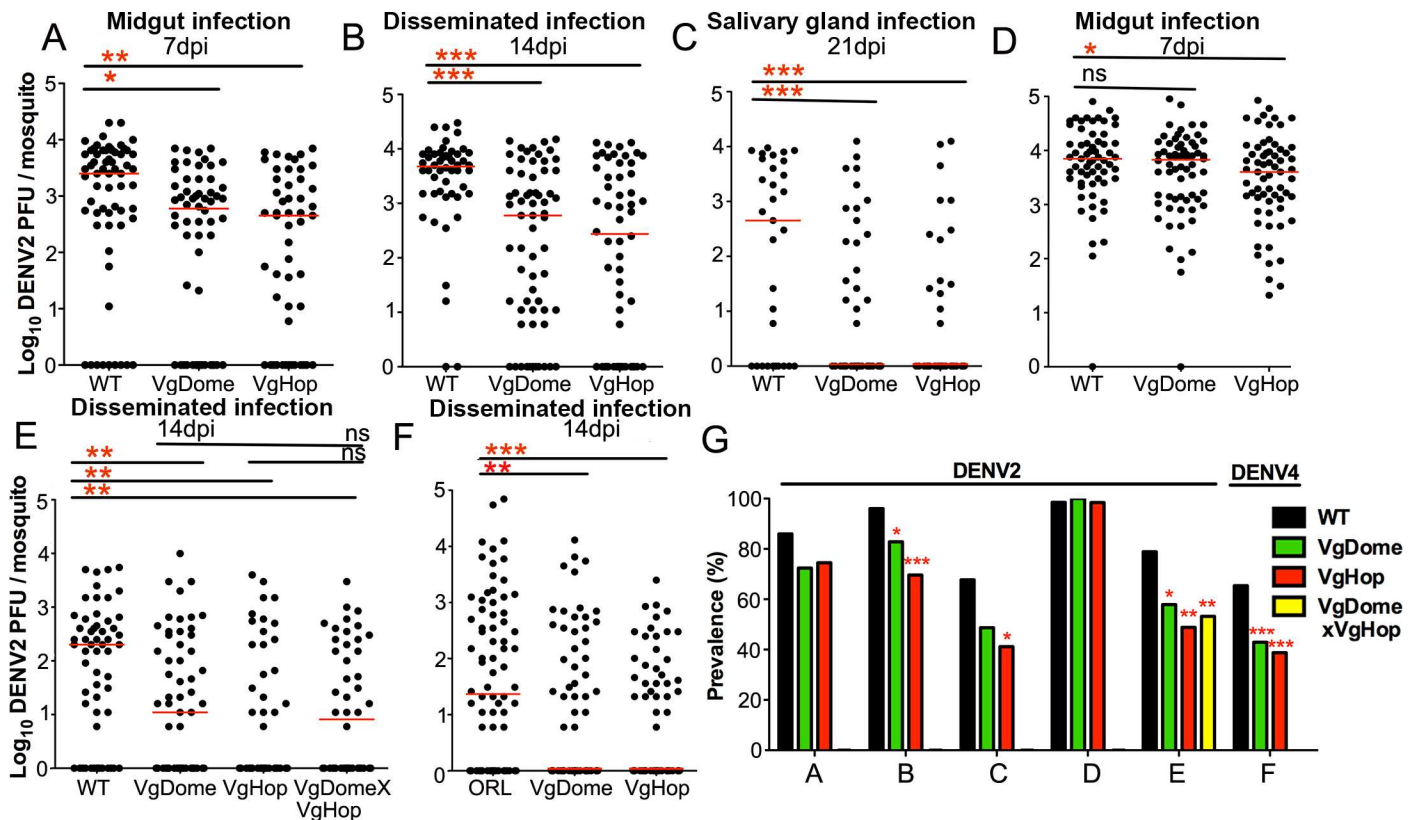 A
Midgut infection
7dpi
**
*
Log10 DENV2 PFU / mosquito
5
4
3
2
1
0
WT
VgDome
VgHop
B
Disseminated infection
14dpi
***
***
5
4
3
2
1
0
WT
VgDome
VgHop
C
Salivary gland infection
21dpi
***
***
5
4
3
2
1
0
WT
VgDome
VgHop
D
Midgut infection
7dpi
*
ns
5
4
3
2
1
0
WT
VgDome
VgHop
E
Disseminated infection
14dpi
ns
ns
**
**
**
Log10 DENV2 PFU / mosquito
5
4
3
2
1
0
WT
VgDome
VgHop
VgDomeX
VgHop
F
Disseminated infection
14dpi
***
**
5
4
3
2
1
0
ORL
VgDome
VgHop
G
DENV2
DENV4
Prevalence (%)
100
80
60
40
20
0
*
***
*
*
**
**
***
***
A
B
C
D
E
F
WT
VgDome
VgHop
VgDome
xVgHop